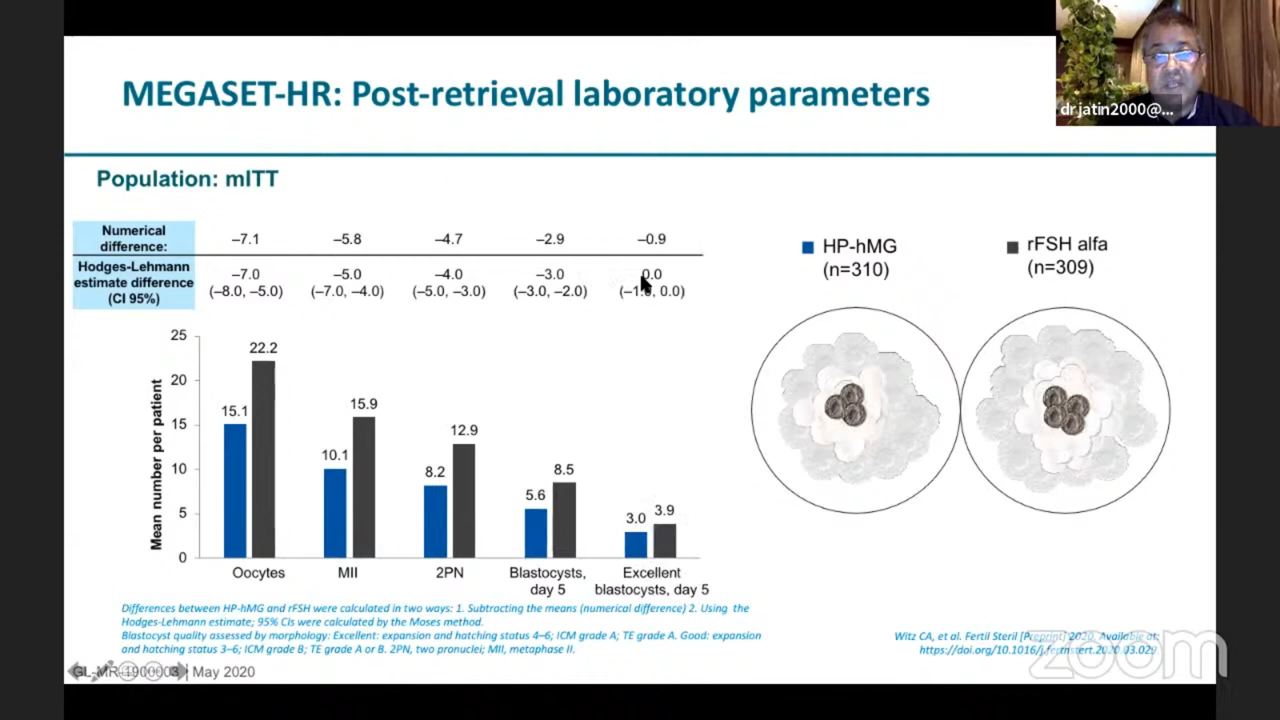 MEGASET-HR: Post-retrieval laboratory parameters
drjatin2000@...
Population: mITT
Numerical
difference:
–7.1 –5.8 –4.7 –2.9 –0.9
Hodges-Lehmann
estimate difference
(CI 95%)
–7.0 –5.0 –4.0 –3.0 0.0
(–8.0, –5.0) (–7.0, –4.0) (–5.0, –3.0) (–3.0, –2.0) 0.0)
HP-hMG
(n=310)
rFSH alfa
(n=309)
Mean number per patient
25
20
15
10
5
0
15.1 22.2
10.1 15.9
8.2 12.9
5.6 8.5
3.0 3.9
Oocytes MII 2PN Blastocysts, Excellent
day 5 blastocysts, day 5
Differences between HP-hMG and rFSH were calculated in two ways: 1. Subtracting the means (numerical difference) 2. Using the
Hodges-Lehmann estimate; 95% CIs were calculated by the Moses method.
Blastocyst quality assessed by morphology: Excellent: expansion and hatching status 4–6; ICM grade A; TE grade A. Good: expansion
and hatching status 3–6; ICM grade B; TE grade A or B. 2PN, two pronuclei; MII, metaphase II.
Witz CA, et al. Fertil Steril [Preprint] 2020. Available at:
https://doi.org/10.1016/j.fertnstert.2020.03.029
| May 2020
zoom